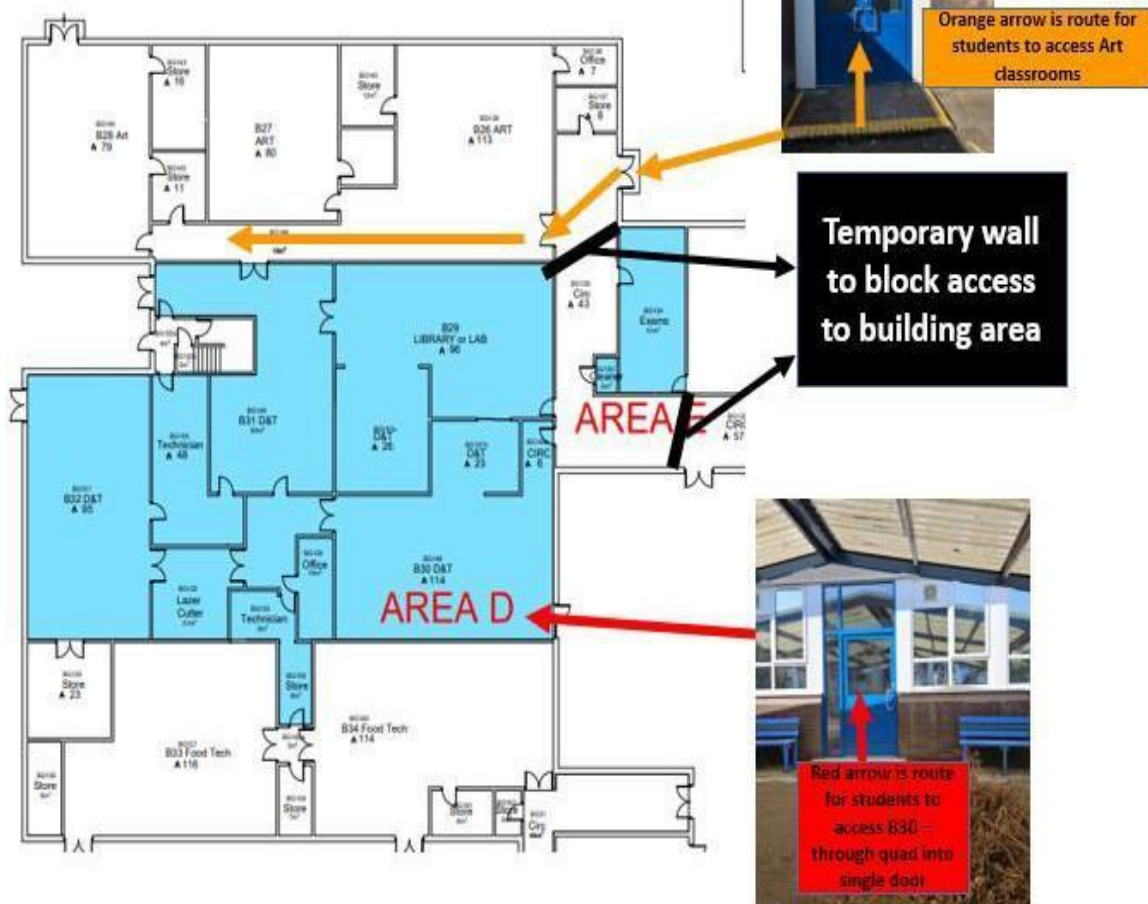 Orange arrow is route for
students to access Art
classrooms
Store
▲ 16
Store
Office
▲ 7
Store
▲ 8
B28 Art
▲ 79
B27
ART
▲ 80
B26 ART
▲ 113
Store
▲ 11
Temporary wall
to block access
to building area
Circ
▲ 43
Exams
B29
LIBRARY or LAB
▲ 96
AREA E
▲ 57
B31 D&T
D&T
▲ 26
D&T
▲ 23
CIRC
▲ 6
Technician
▲ 48
B32 D&T
Office
B30 D&T
▲ 114
AREA D
Lazer
Cutter
Technician
Store
▲ 23
Store
B34 Food Tech
▲ 114
B33 Food Tech
▲ 116
Store
Store
Store
Store
Circ
Red arrow is route
for students to
access B30 –
through quad into
single door